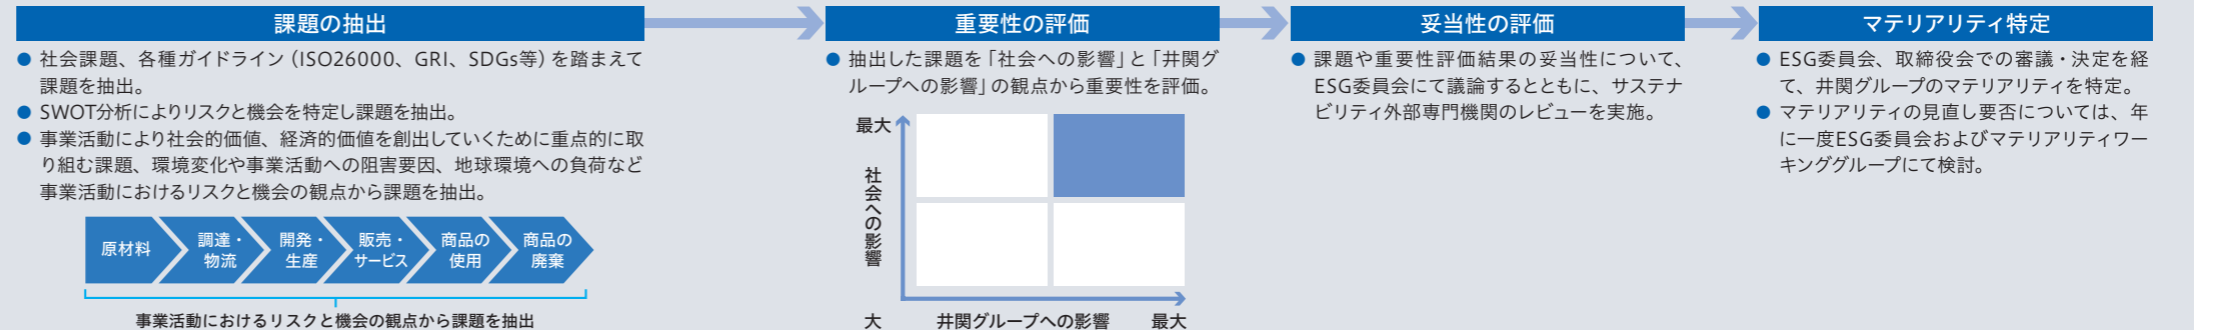 課題の抽出
● 社会課題、各種ガイドライン（ISO26000、GRI、SDGs等）を踏まえて
課題を抽出。
● SWOT分析によりリスクと機会を特定し課題を抽出。
● 事業活動により社会的価値、経済的価値を創出していくために重点的に取
り組む課題、環境変化や事業活動への阻害要因、地球環境への負荷など
事業活動におけるリスクと機会の観点から課題を抽出。
原材料
調達・
物流
開発・
生産
販売・
サービス
商品の
使用
商品の
廃棄
事業活動におけるリスクと機会の観点から課題を抽出
重要性の評価
● 抽出した課題を「社会への影響」と「井関グ
ループへの影響」の観点から重要性を評価。
最大
社会への影響
大
井関グループへの影響
最大
妥当性の評価
● 課題や重要性評価結果の妥当性について、
ESG委員会にて議論するとともに、サステナ
ビリティ外部専門機関のレビューを実施。
マテリアリティ特定
● ESG委員会、取締役会での審議・決定を経
て、井関グループのマテリアリティを特定。
● マテリアリティの見直し要否については、年
に一度ESG委員会およびマテリアリティワー
キンググループにて検討。